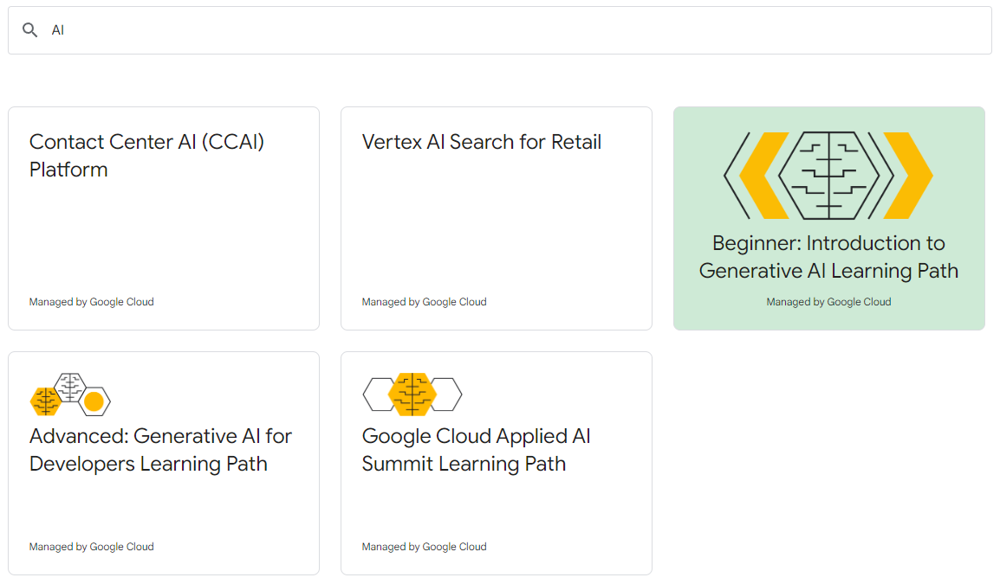 AI
Contact Center AI (CCAI)
Platform
Managed by Google Cloud
Vertex AI Search for Retail
Managed by Google Cloud
Beginner: Introduction to
Generative AI Learning Path
Managed by Google Cloud
Advanced: Generative AI for
Developers Learning Path
Managed by Google Cloud
Google Cloud Applied AI
Summit Learning Path
Managed by Google Cloud